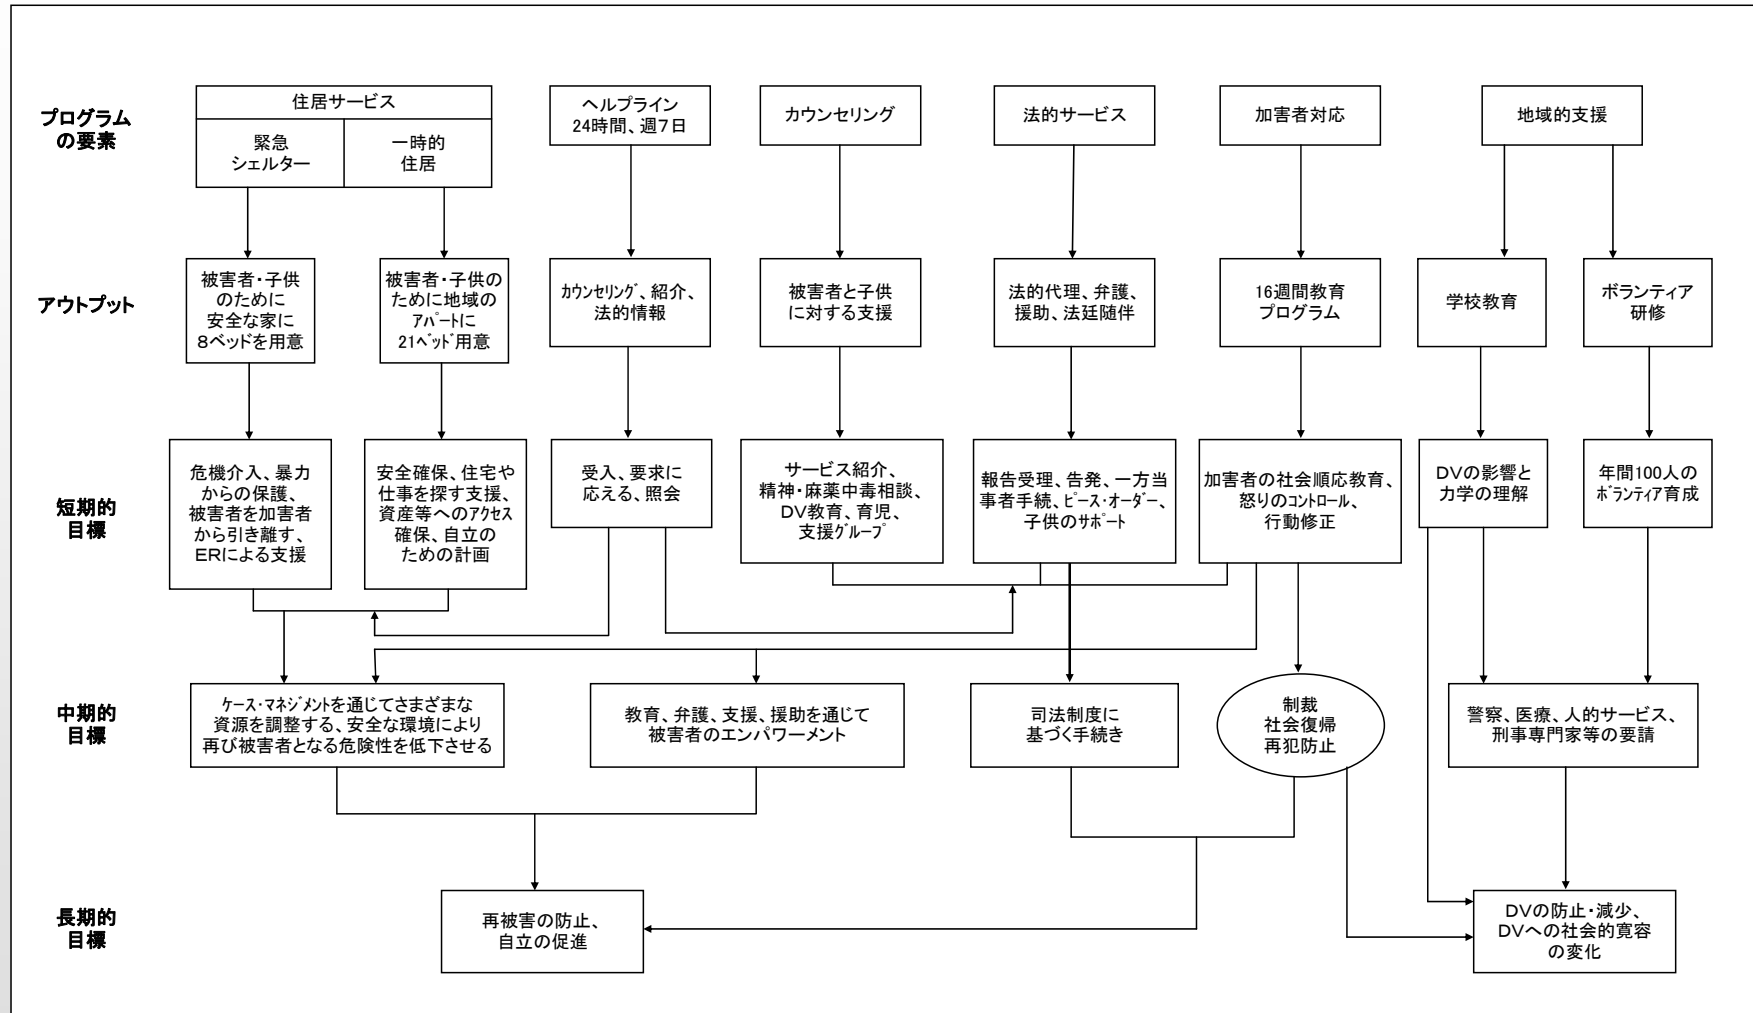 プログラム
の要素
住居サービス
緊急
シェルター
一時的
住居
ヘルプライン
24時間、週７日
カウンセリング
法的サービス
加害者対応
地域的支援
アウトプット
被害者・子供
のために
安全な家に
８ベッドを用意
被害者・子供の
ために地域の
ｱﾊﾟｰﾄに
21ﾍﾞｯﾄﾞ用意
ｶｳﾝｾﾘﾝｸﾞ、紹介、
法的情報
被害者と子供
に対する支援
法的代理、弁護、
援助、法廷随伴
16週間教育
プログラム
学校教育
ボランティア
研修
短期的
目標
危機介入、暴力
からの保護、
被害者を加害者
から引き離す、
ＥＲによる支援
安全確保、住宅や
仕事を探す支援、
資産等へのアクセス
確保、自立の
ための計画
受入、要求に
応える、照会
サービス紹介、
精神・麻薬中毒相談、
ＤＶ教育、育児、
支援ｸﾞﾙｰﾌﾟ
報告受理、告発、一方当
事者手続、ﾋﾟｰｽ・ｵｰﾀﾞｰ、
子供のｻﾎﾟｰﾄ
加害者の社会順応教育、
怒りのコントロール、
行動修正
ＤＶの影響と
力学の理解
年間100人の
ﾎﾞﾗﾝﾃｨｱ育成
中期的
目標
ｹｰｽ・ﾏﾈｼﾞﾒﾝﾄを通じてさまざまな
資源を調整する、安全な環境により
再び被害者となる危険性を低下させる
教育、弁護、支援、援助を通じて
被害者のエンパワーメント
司法制度に
基づく手続き
制裁
社会復帰
再犯防止
警察、医療、人的サービス、
刑事専門家等の要請
長期的
目標
再被害の防止、
自立の促進
ＤＶの防止・減少、
ＤＶへの社会的寛容
の変化